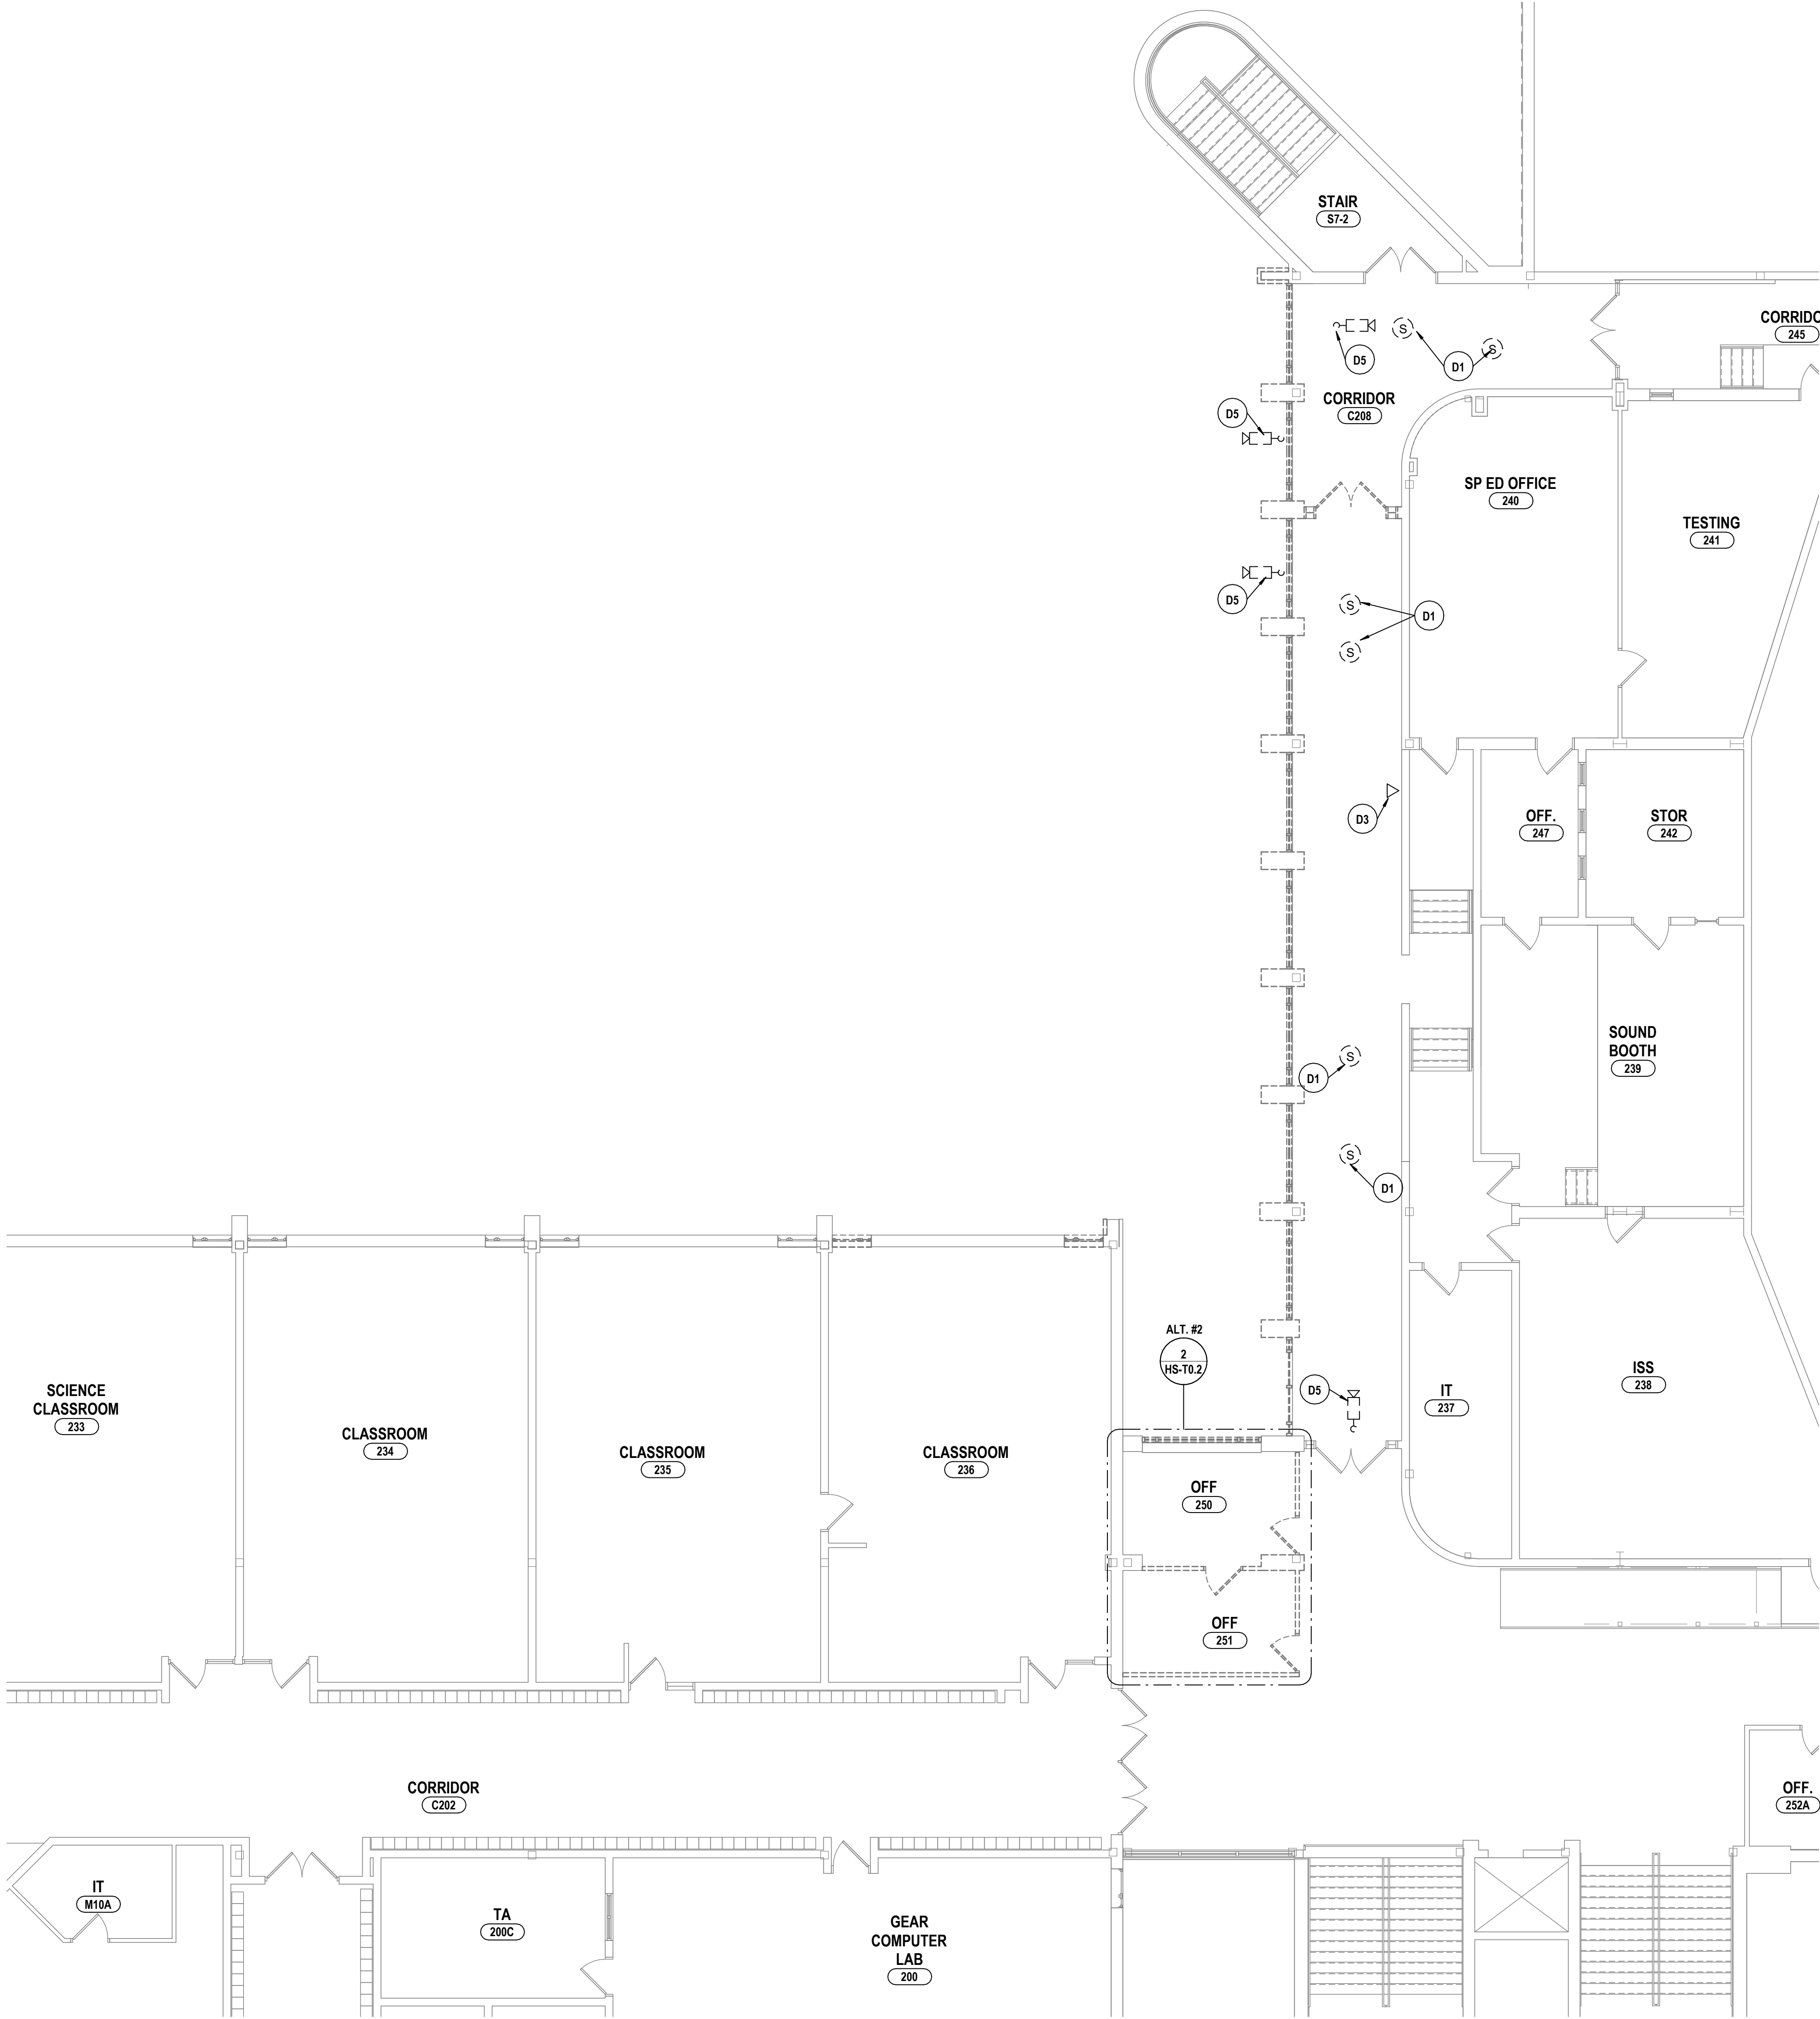 STAIR
S7-2
CORRIDO
245
S
S
D5
D1
CORRIDOR
C208
D5
SP ED OFFICE
240
TESTING
241
D5
S
D1
S
D3
OFF.
247
STOR
242
SOUND
BOOTH
239
S
D1
S
D1
ALT. #2
2
HS-T0.2
D5
ISS
238
IT
237
SCIENCE
CLASSROOM
233
CLASSROOM
234
CLASSROOM
235
CLASSROOM
236
OFF
250
OFF
251
CORRIDOR
C202
OFF.
252A
IT
M10A
TA
200C
GEAR
COMPUTER
LAB
200